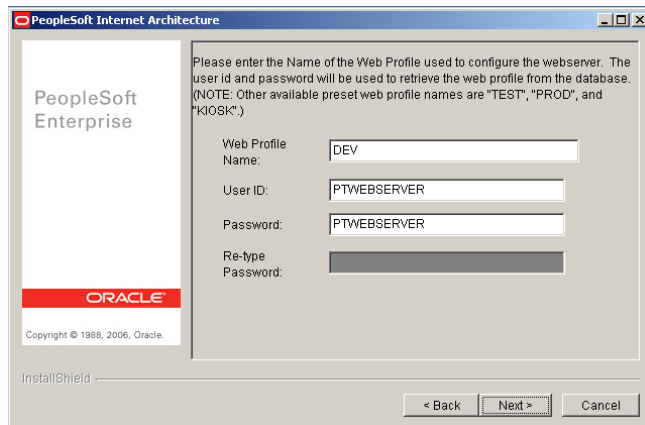 PeopleSoft Internet Architecture
Please enter the Name of the Web Profile used to configure the webserver. The
user id and password will be used to retrieve the web profile from the database.
(NOTE: Other available preset web profile names are "TEST", "PROD", and
"KIOSK".)
PeopleSoft
Enterprise
Web Profile
Name:
DEV
User ID:
PTWEBSERVER
Password:
PTWEBSERVER
Re-type
Password:
ORACLE
Copyright © 1988, 2006, Oracle.
InstallShield
< Back
Next >
Cancel